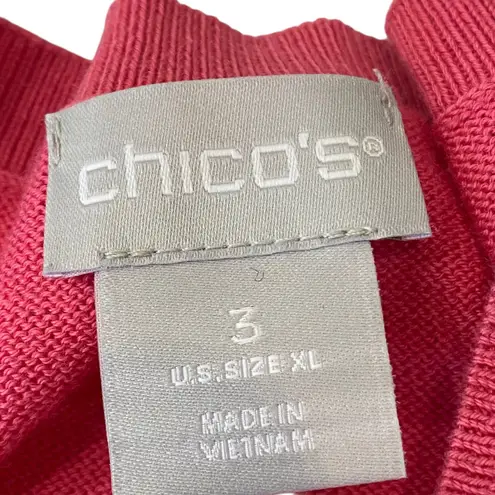 chico's®
3
U.S. SIZE XL
MADE IN
VIETNAM